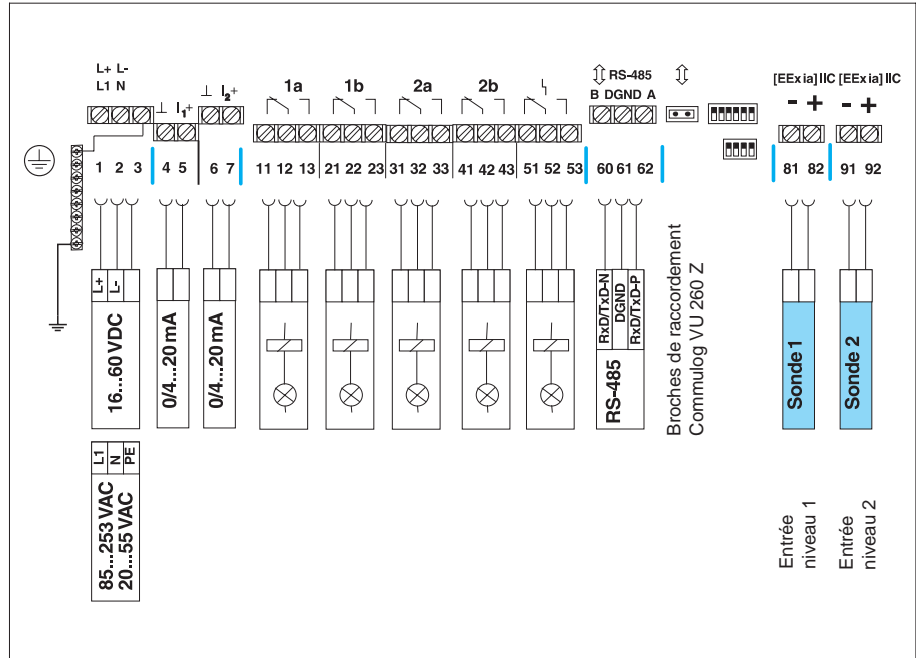 L+ L-
L1 N
⊥ I1+
⊥ I2+
1a
1b
2a
2b
RS-485
B DGND A
[EEx ia] IIC [EEx ia] IIC
- +
- +
1 2 3
4 5
6 7
11 12 13
21 22 23
31 32 33
41 42 43
51 52 53
60 61 62
81 82
91 92
L+
L-
16...60 VDC
0/4...20 mA
0/4...20 mA
RxD/TxD-N
DGND
RxD/TxD-P
RS-485
Broches de raccordement
Commulog VU 260 Z
Sonde 1
Sonde 2
L1
N
PE
85...253 VAC
20...55 VAC
Entrée
niveau 1
Entrée
niveau 2